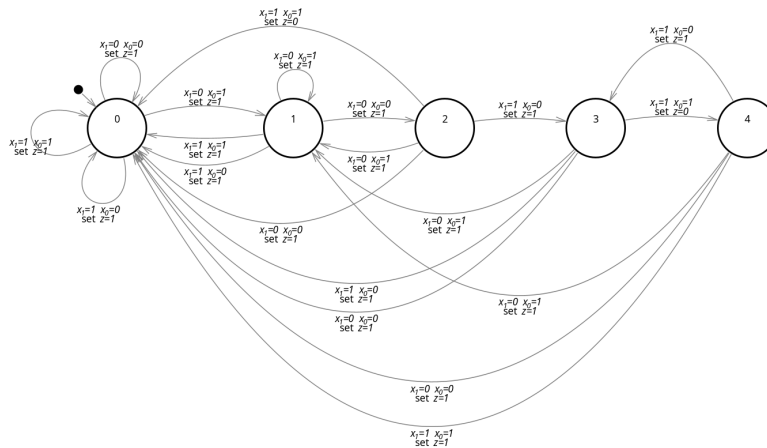 x₁=1 x₀=1
set z=0
x₁=1 x₀=0
set z=1
x₁=0 x₀=0
set z=1
x₁=0 x₀=1
set z=1
x₁=0 x₀=1
set z=1
x₁=0 x₀=0
set z=1
x₁=1 x₀=0
set z=1
x₁=1 x₀=1
set z=0
0
1
2
3
4
x₁=1 x₀=1
set z=1
x₁=1 x₀=1
set z=1
x₁=0 x₀=1
set z=1
x₁=1 x₀=0
set z=1
x₁=1 x₀=0
set z=1
x₁=0 x₀=0
set z=1
x₁=0 x₀=1
set z=1
x₁=1 x₀=0
set z=1
x₁=0 x₀=1
set z=1
x₁=0 x₀=0
set z=1
x₁=0 x₀=0
set z=1
x₁=1 x₀=1
set z=1